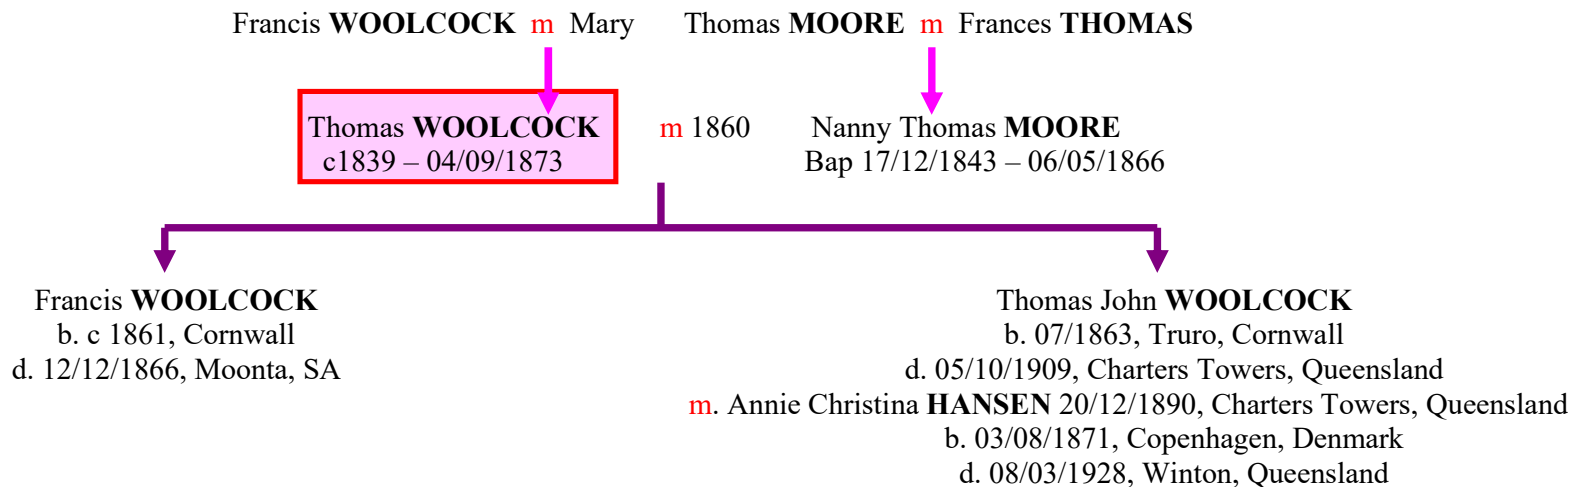 Francis WOOLCOCK m Mary Thomas MOORE m Frances THOMAS
Thomas WOOLCOCK m 1860 Nanny Thomas MOORE
c1839 – 04/09/1873 Bap 17/12/1843 – 06/05/1866
Francis WOOLCOCK
b. c 1861, Cornwall
d. 12/12/1866, Moonta, SA
Thomas John WOOLCOCK
b. 07/1863, Truro, Cornwall
d. 05/10/1909, Charters Towers, Queensland
m. Annie Christina HANSEN 20/12/1890, Charters Towers, Queensland
b. 03/08/1871, Copenhagen, Denmark
d. 08/03/1928, Winton, Queensland